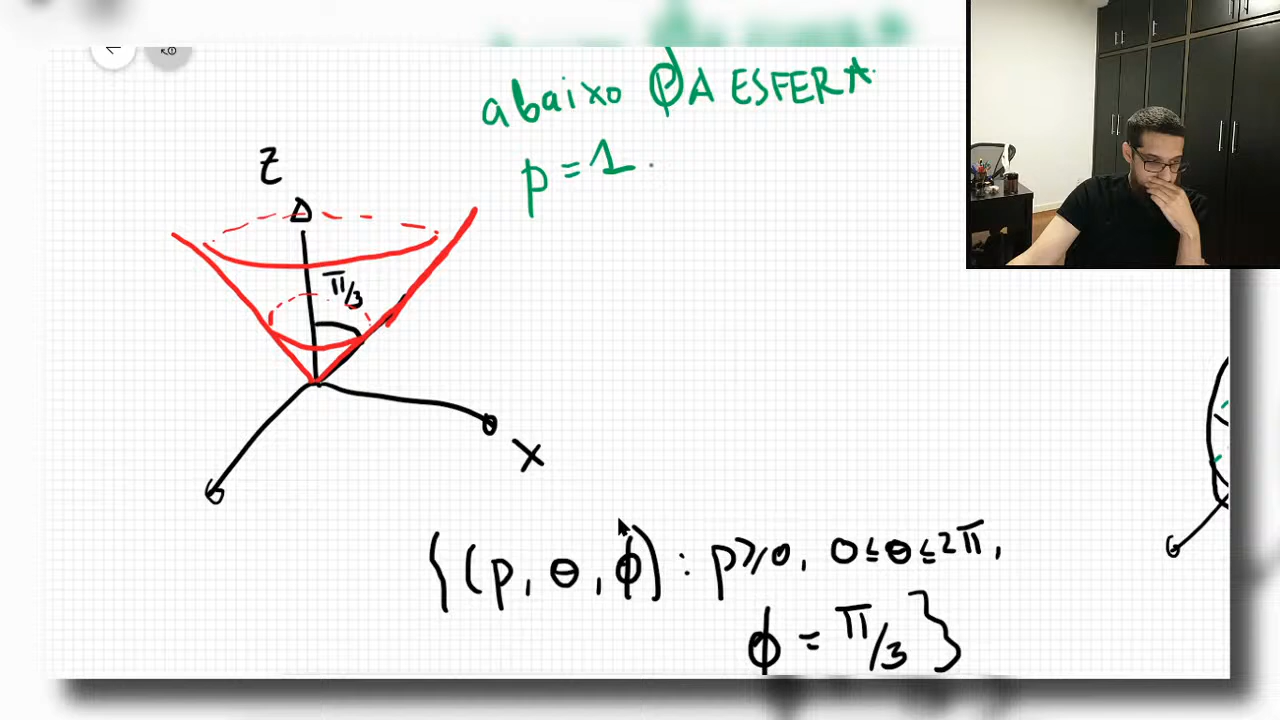 abaixo DA ESFERA.
ρ = 1
Z
π/3
X
{(ρ, θ, ϕ) : ρ ⩾ 0, 0 ≤ θ ≤ 2π,
ϕ = π/3}